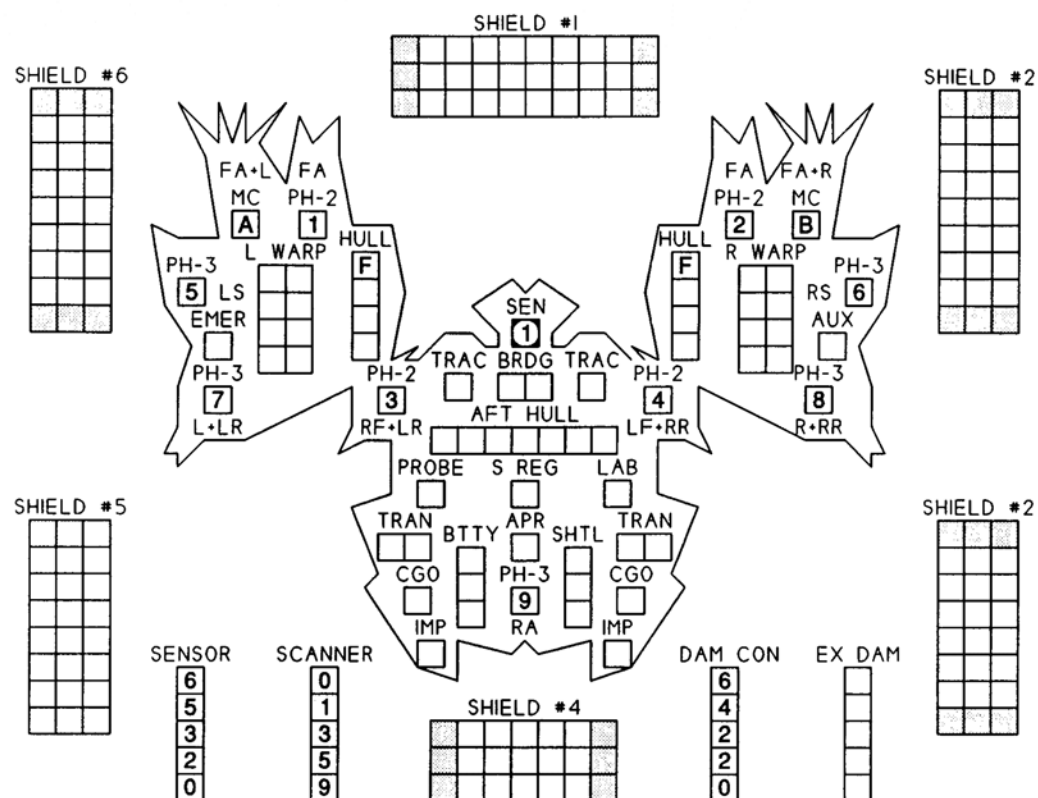 SHIELD #1
SHIELD #6
SHIELD #2
FA+L FA
FA FA+R
MC PH-2
PH-2 MC
A 1
2 B
L WARP
HULL
F
HULL
F
R WARP
PH-3
5 LS
PH-3
RS 6
EMER
AUX
SEN
1
TRAC BRDG TRAC
PH-3
7
L+LR
PH-2
3
RF+LR
PH-2
4
LF+RR
PH-3
8
R+RR
AFT HULL
PROBE S REG LAB
SHIELD #5
SHIELD #2
TRAN BTTY APR SHTL TRAN
CGO PH-3 CGO
9
IMP RA IMP
SENSOR
6
5
3
2
0
SCANNER
0
1
3
5
9
SHIELD #4
DAM CON
6
4
2
2
0
EX DAM